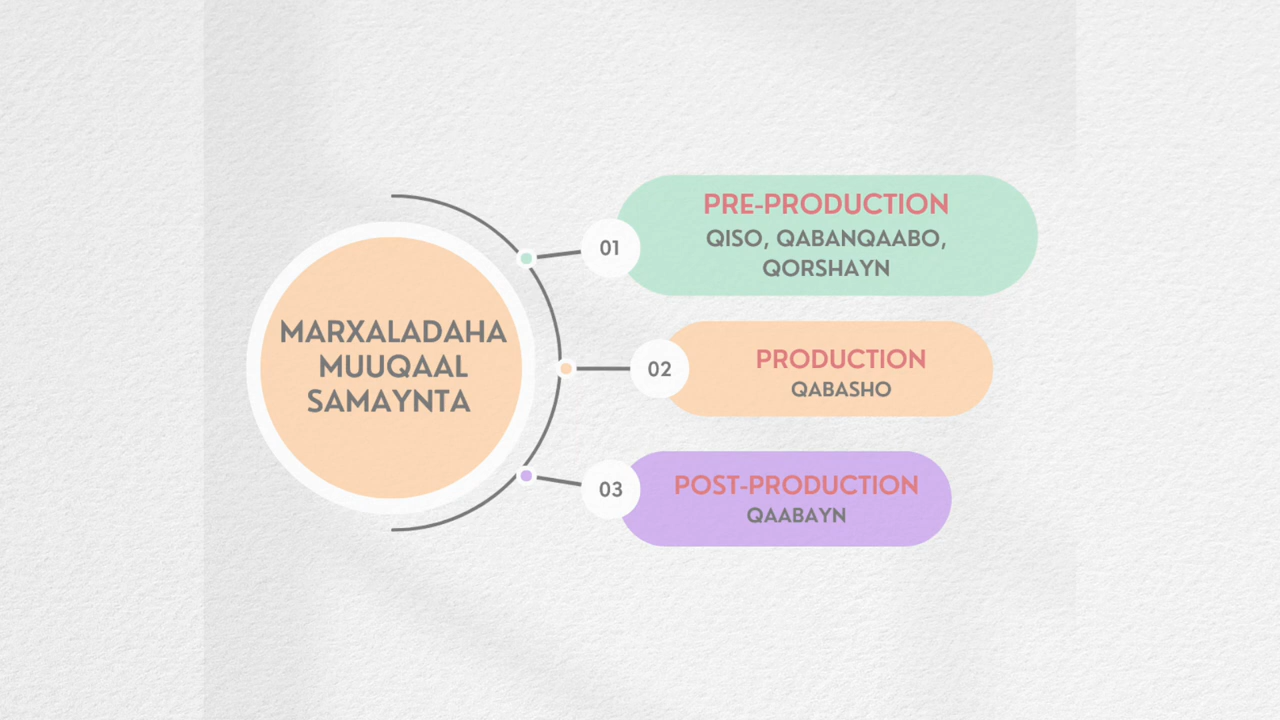 MARXALADAHA
MUUQAAL
SAMAYNTA
01
PRE-PRODUCTION
QISO, QABANQAABO,
QORSHAYN
02
PRODUCTION
QABASHO
03
POST-PRODUCTION
QAABAYN